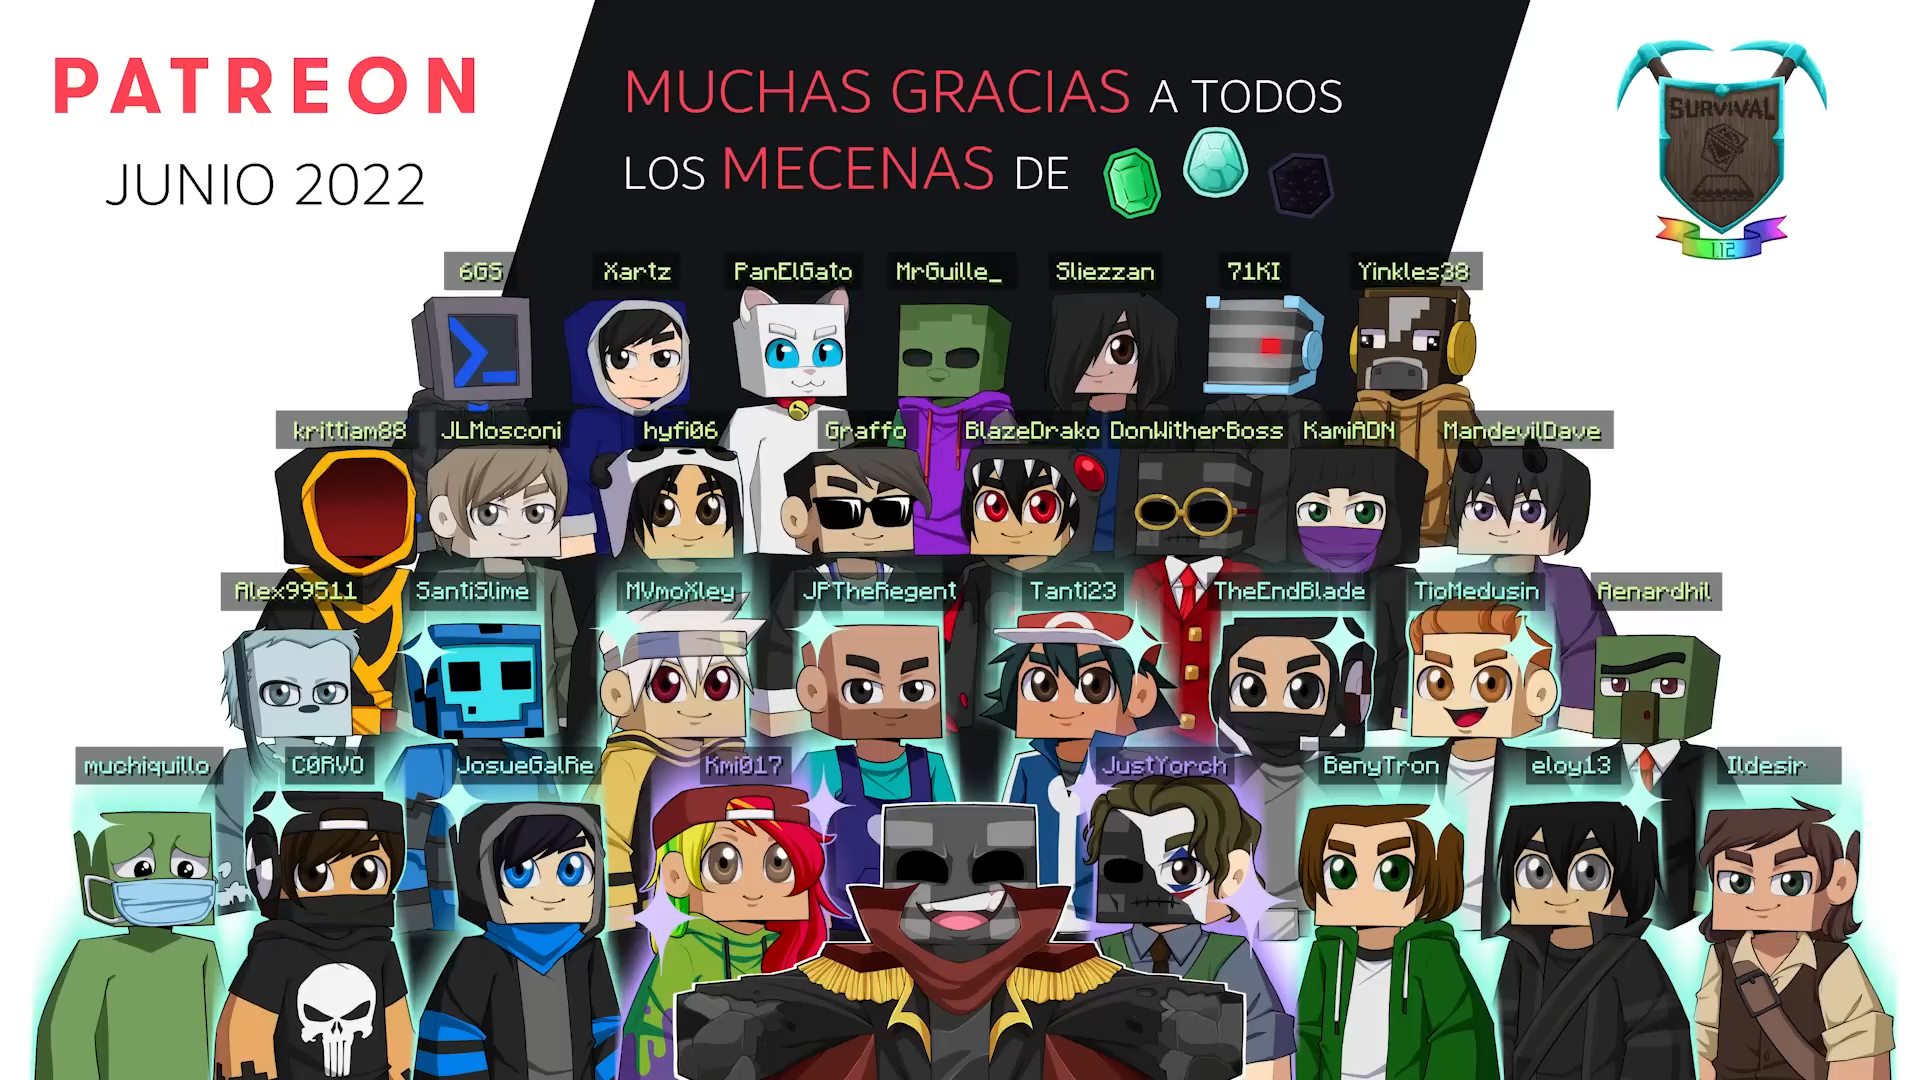 PATREON
JUNIO 2022
MUCHAS GRACIAS A TODOS
LOS MECENAS DE
SURVIVAL
1.12
6GS Xartz PanElGato MrGuille_ Sliezzan 71KI Yinkles38
krittiam88 JLMosconi hyfi06 Graffo BlazeDrako DonWitherBoss KamiADN MandevilDave
Alex99511 SantiSlime MVmoXley JFTheRegent Tanti23 TheEndBlade TioMedusin Aenardhil
muchiquillo C0RVO JosueGalRe Kmi017 JustYorch BenyTron eloy13 Ildesir